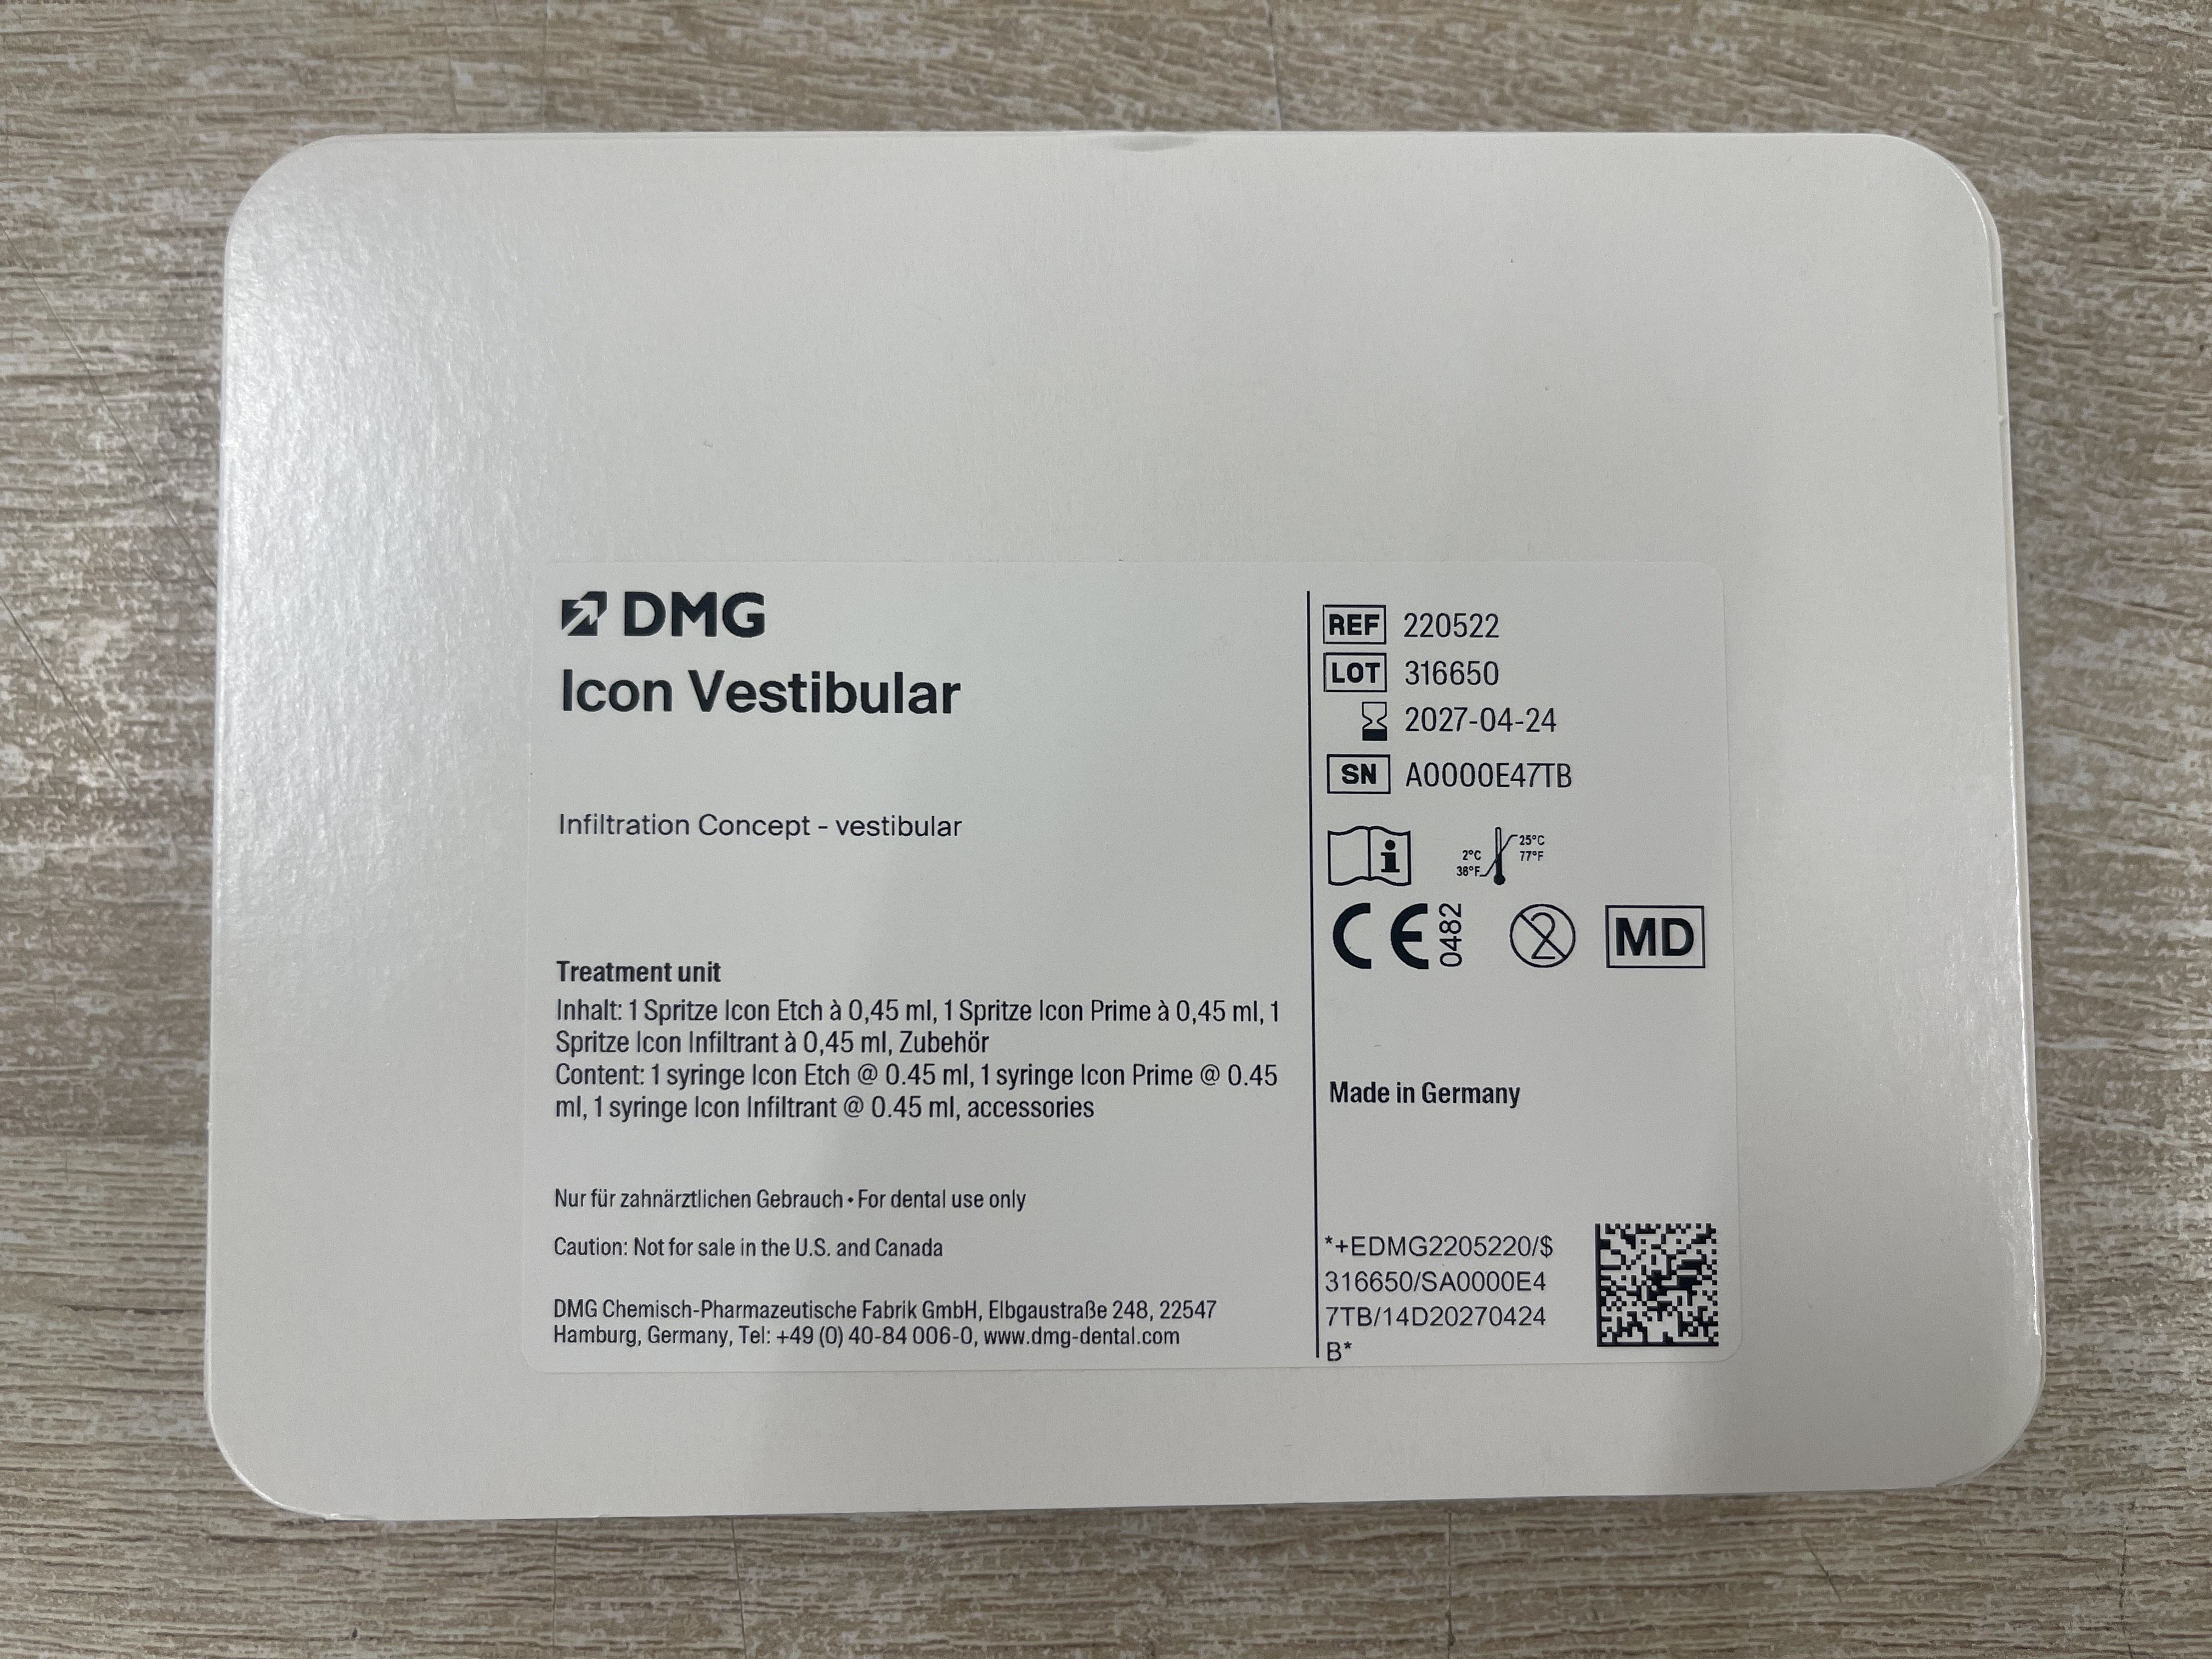 DMG
Icon Vestibular
Infiltration Concept - vestibular
Treatment unit
Inhalt: 1 Spritze Icon Etch à 0,45 ml, 1 Spritze Icon Prime à 0,45 ml, 1
Spritze Icon Infiltrant à 0,45 ml, Zubehör
Content: 1 syringe Icon Etch @ 0.45 ml, 1 syringe Icon Prime @ 0.45
ml, 1 syringe Icon Infiltrant @ 0.45 ml, accessories
Nur für zahnärztlichen Gebrauch • For dental use only
Caution: Not for sale in the U.S. and Canada
DMG Chemisch-Pharmazeutische Fabrik GmbH, Elbgaustraße 248, 22547
Hamburg, Germany, Tel: +49 (0) 40-84 006-0, www.dmg-dental.com
REF 220522
LOT 316650
2027-04-24
SN A0000E47TB
i
25°C
2°C 77°F
36°F
CE 0482 2 MD
Made in Germany
*+EDMG2205220/$
316650/SA0000E4
7TB/14D20270424
B*